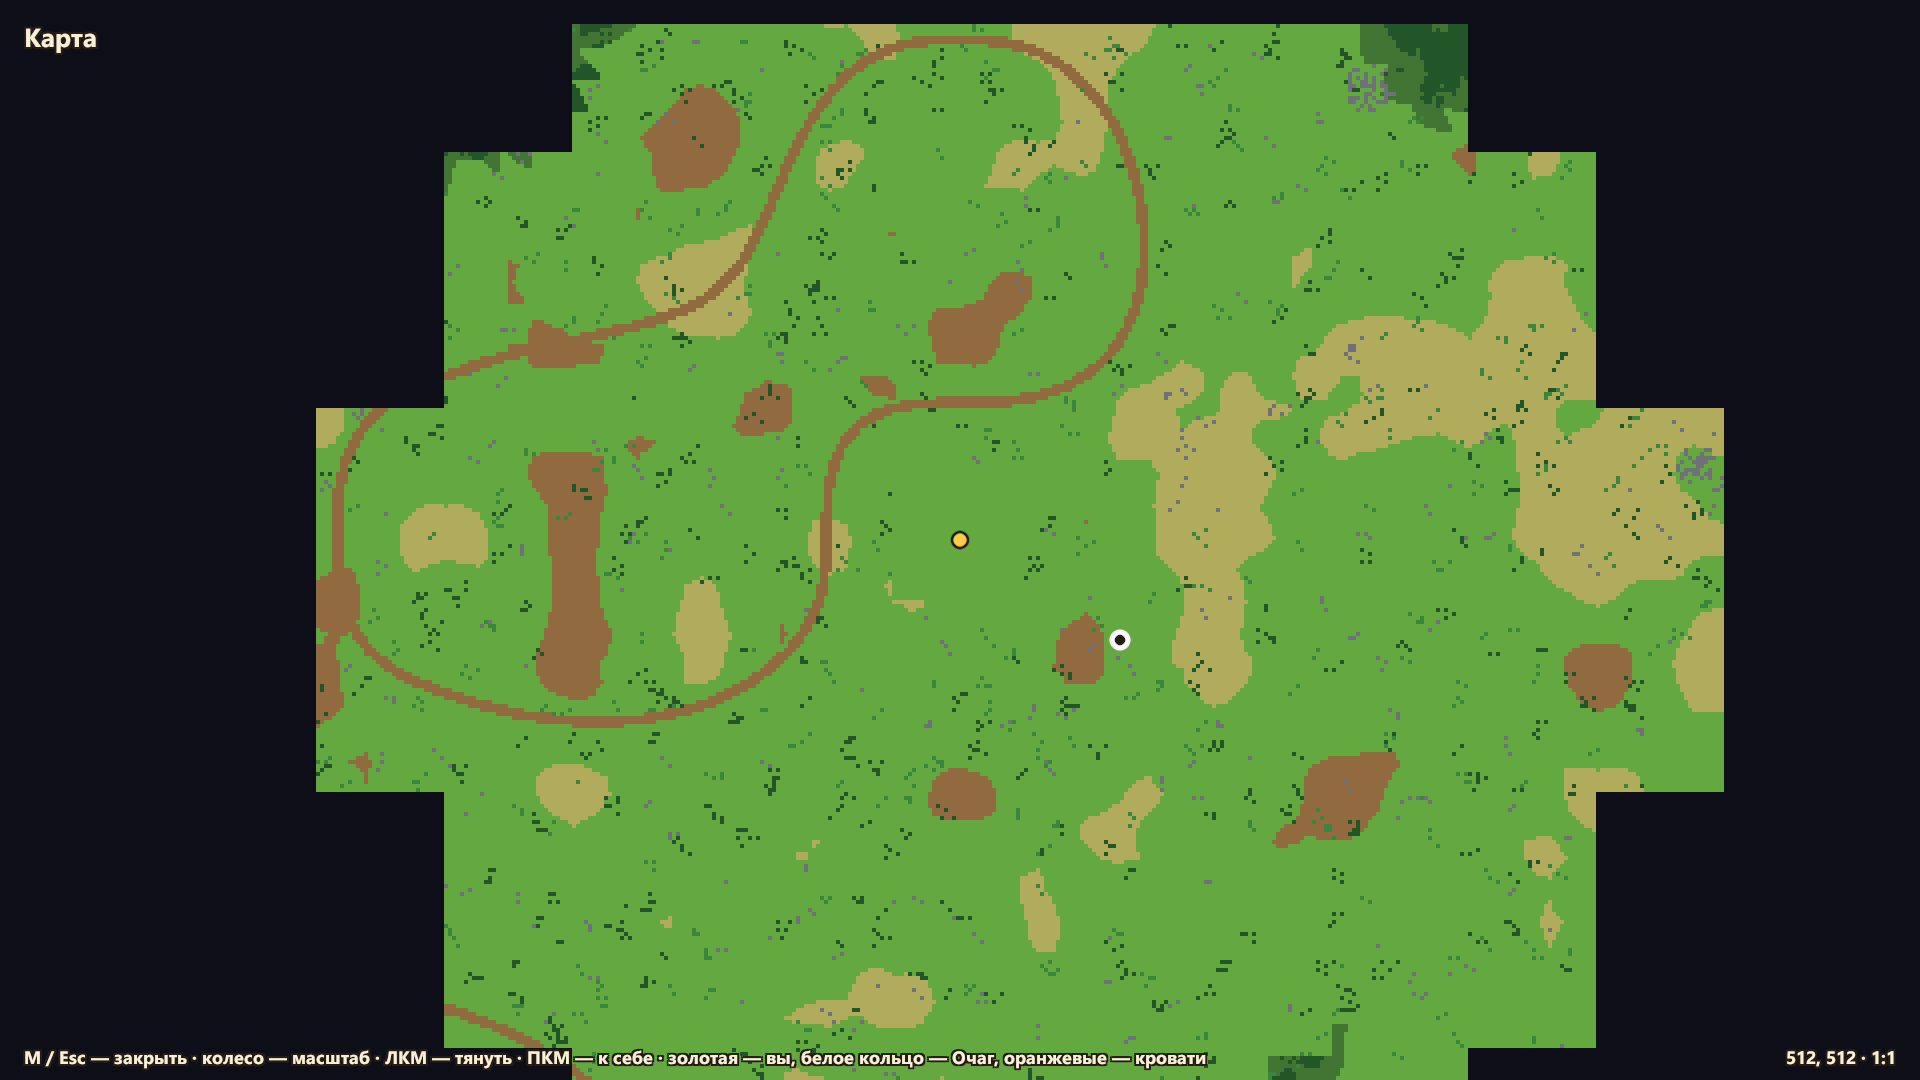 Карта
M / Esc — закрыть · колесо — масштаб · ЛКМ — тянуть · ПКМ — к себе · золотая — вы, белое кольцо — Очаг, оранжевые — кровати
512, 512 · 1:1